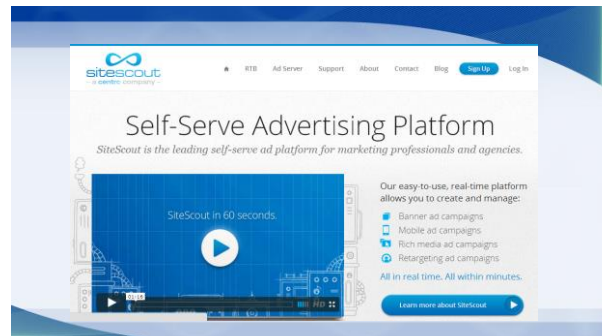 sitescout
a centro company
RTB Ad Server Support About Contact Blog Sign Up Log In
Self-Serve Advertising Platform
SiteScout is the leading self-serve ad platform for marketing professionals and agencies.
SiteScout in 60 seconds.
01:18
HD
Our easy-to-use, real-time platform
allows you to create and manage:
Banner ad campaigns
Mobile ad campaigns
Rich media ad campaigns
Retargeting ad campaigns
All in real time. All within minutes.
Learn more about SiteScout